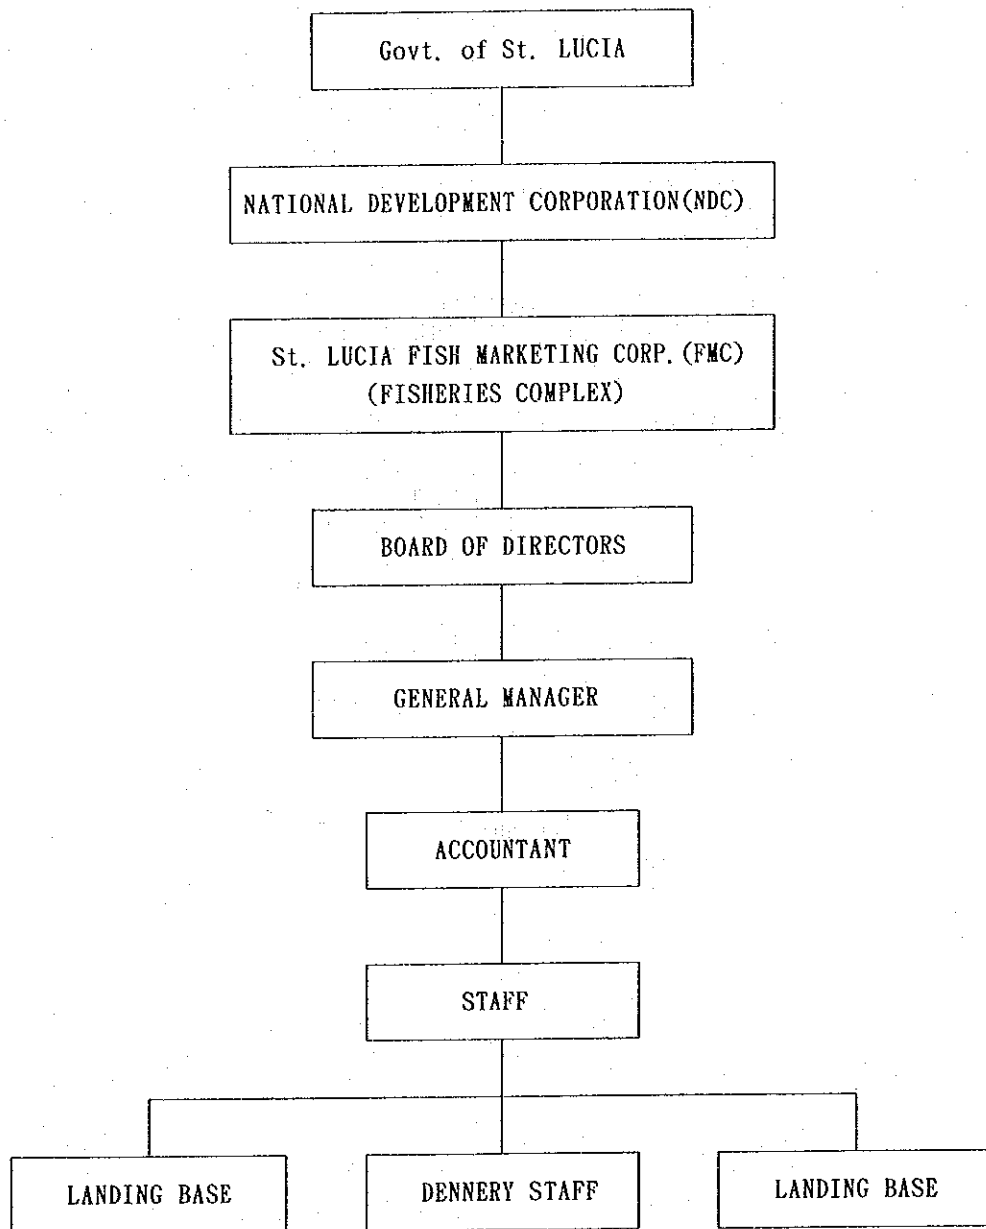 Govt. of St. LUCIA
NATIONAL DEVELOPMENT CORPORATION(NDC)
St. LUCIA FISH MARKETING CORP.(FMC)
(FISHERIES COMPLEX)
BOARD OF DIRECTORS
GENERAL MANAGER
ACCOUNTANT
STAFF
LANDING BASE
DENNERY STAFF
LANDING BASE